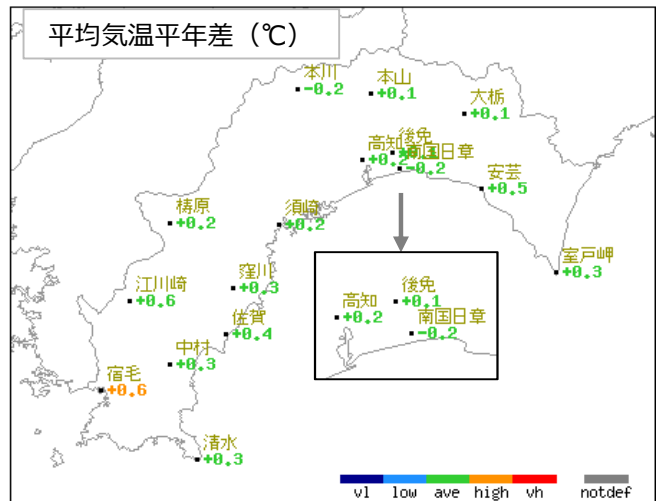 平均気温平年差（℃）
本川
-0.2
本山
+0.1
大栃
+0.1
後免
+0.1
高知
+0.2
南国日章
-0.2
安芸
+0.5
梼原
+0.2
須崎
+0.2
室戸岬
+0.3
窪川
+0.3
江川崎
+0.6
後免
+0.1
高知
+0.2
南国日章
-0.2
佐賀
+0.4
中村
+0.3
宿毛
+0.6
清水
+0.3
vl low ave high vh notdef